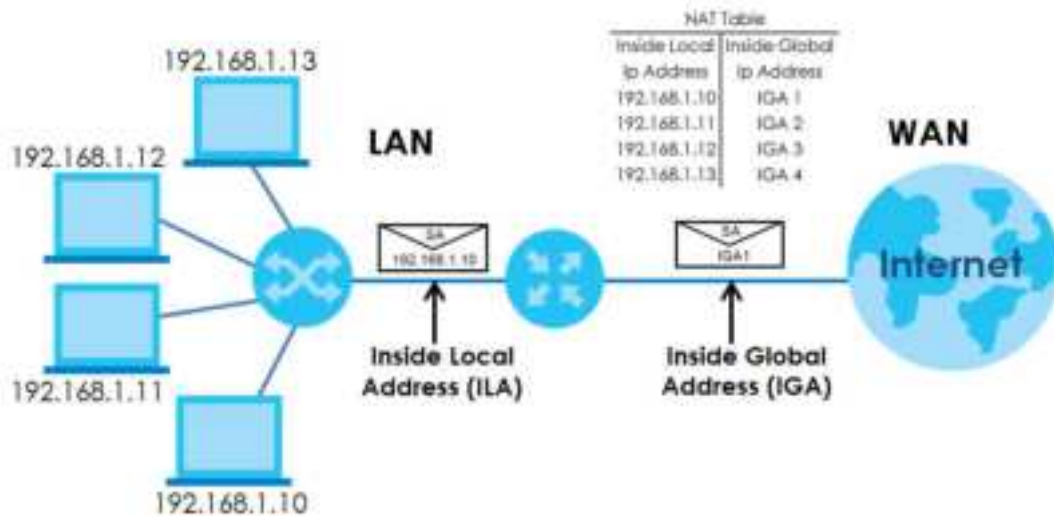 NAT Table
Inside Local Inside Global
Ip Address Ip Address
192.168.1.10 IGA 1
192.168.1.11 IGA 2
192.168.1.12 IGA 3
192.168.1.13 IGA 4
192.168.1.13
192.168.1.12
LAN
WAN
SA
192.168.1.10
SA
IGA1
Internet
Inside Local
Address (ILA)
Inside Global
Address (IGA)
192.168.1.11
192.168.1.10